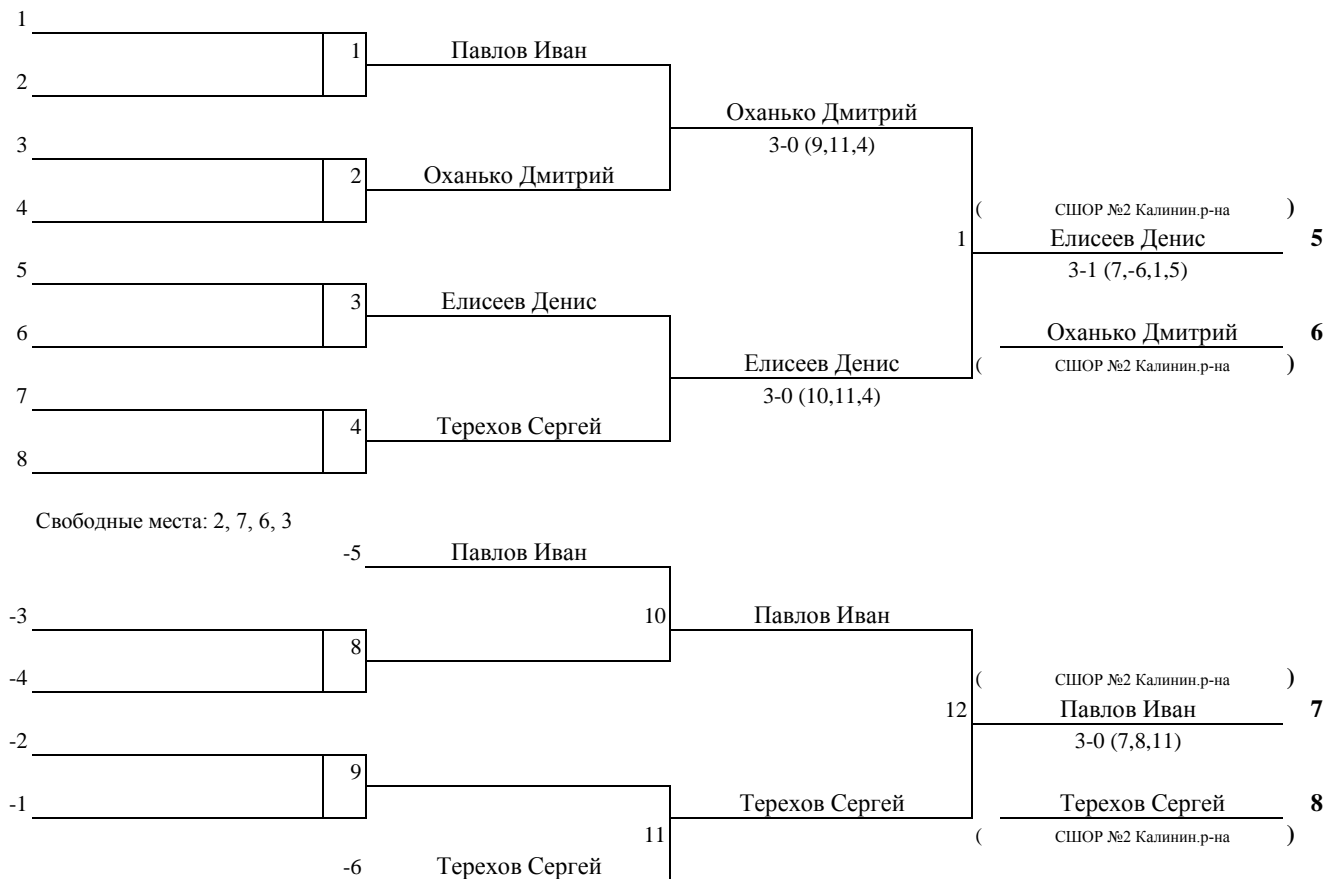 1
1 Павлов Иван
2
Оханько Дмитрий
3
3-0 (9,11,4)
2 Оханько Дмитрий
4
( СШОР №2 Калинин.р-на )
1 Елисеев Денис 5
5
3-1 (7,-6,1,5)
3 Елисеев Денис
6
Оханько Дмитрий 6
Елисеев Денис
( СШОР №2 Калинин.р-на )
7
3-0 (10,11,4)
4 Терехов Сергей
8
Свободные места: 2, 7, 6, 3
-5 Павлов Иван
-3
10 Павлов Иван
8
-4
( СШОР №2 Калинин.р-на )
12 Павлов Иван 7
-2
3-0 (7,8,11)
9
-1
Терехов Сергей
Терехов Сергей 8
11
( СШОР №2 Калинин.р-на )
-6 Терехов Сергей